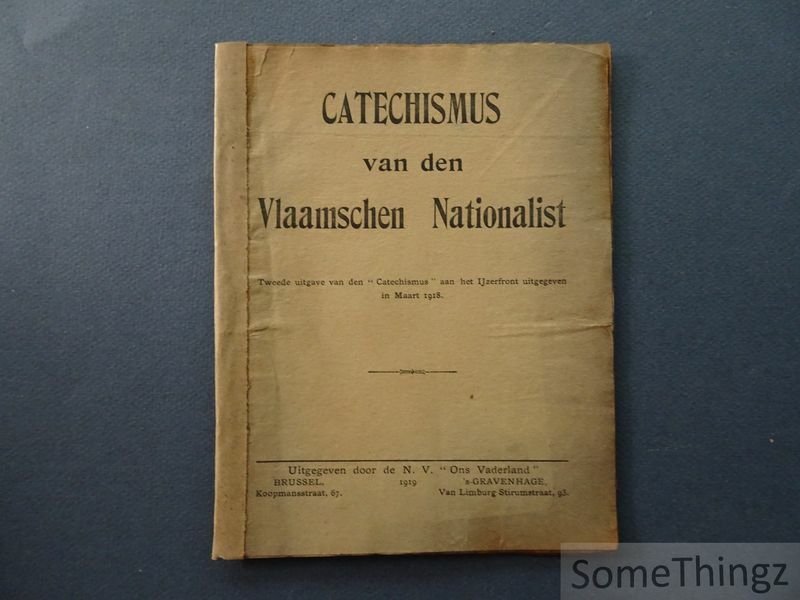 CATECHISMUS
van den
Vlaamschen Nationalist
Tweede uitgave van den " Catechismus " aan het IJzerfront uitgegeven
in Maart 1918.
Uitgegeven door de N. V. " Ons Vaderland "
BRUSSEL, 1919 's-GRAVENHAGE,
Koopmansstraat, 67. Van Limburg Stirumstraat, 93.
SomeThingz